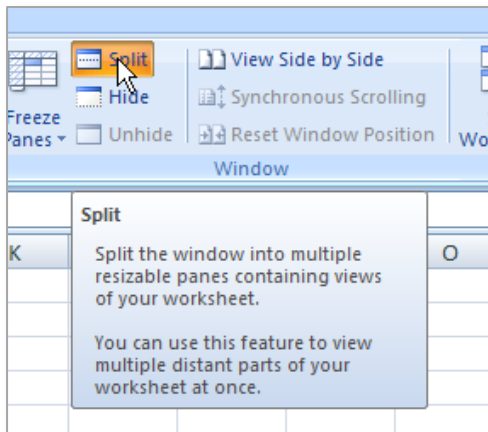 Split
View Side by Side
Hide
Synchronous Scrolling
Freeze
Panes
Unhide
Reset Window Position
Window
Split
Split the window into multiple
resizable panes containing views
of your worksheet.
You can use this feature to view
multiple distant parts of your
worksheet at once.
K
O